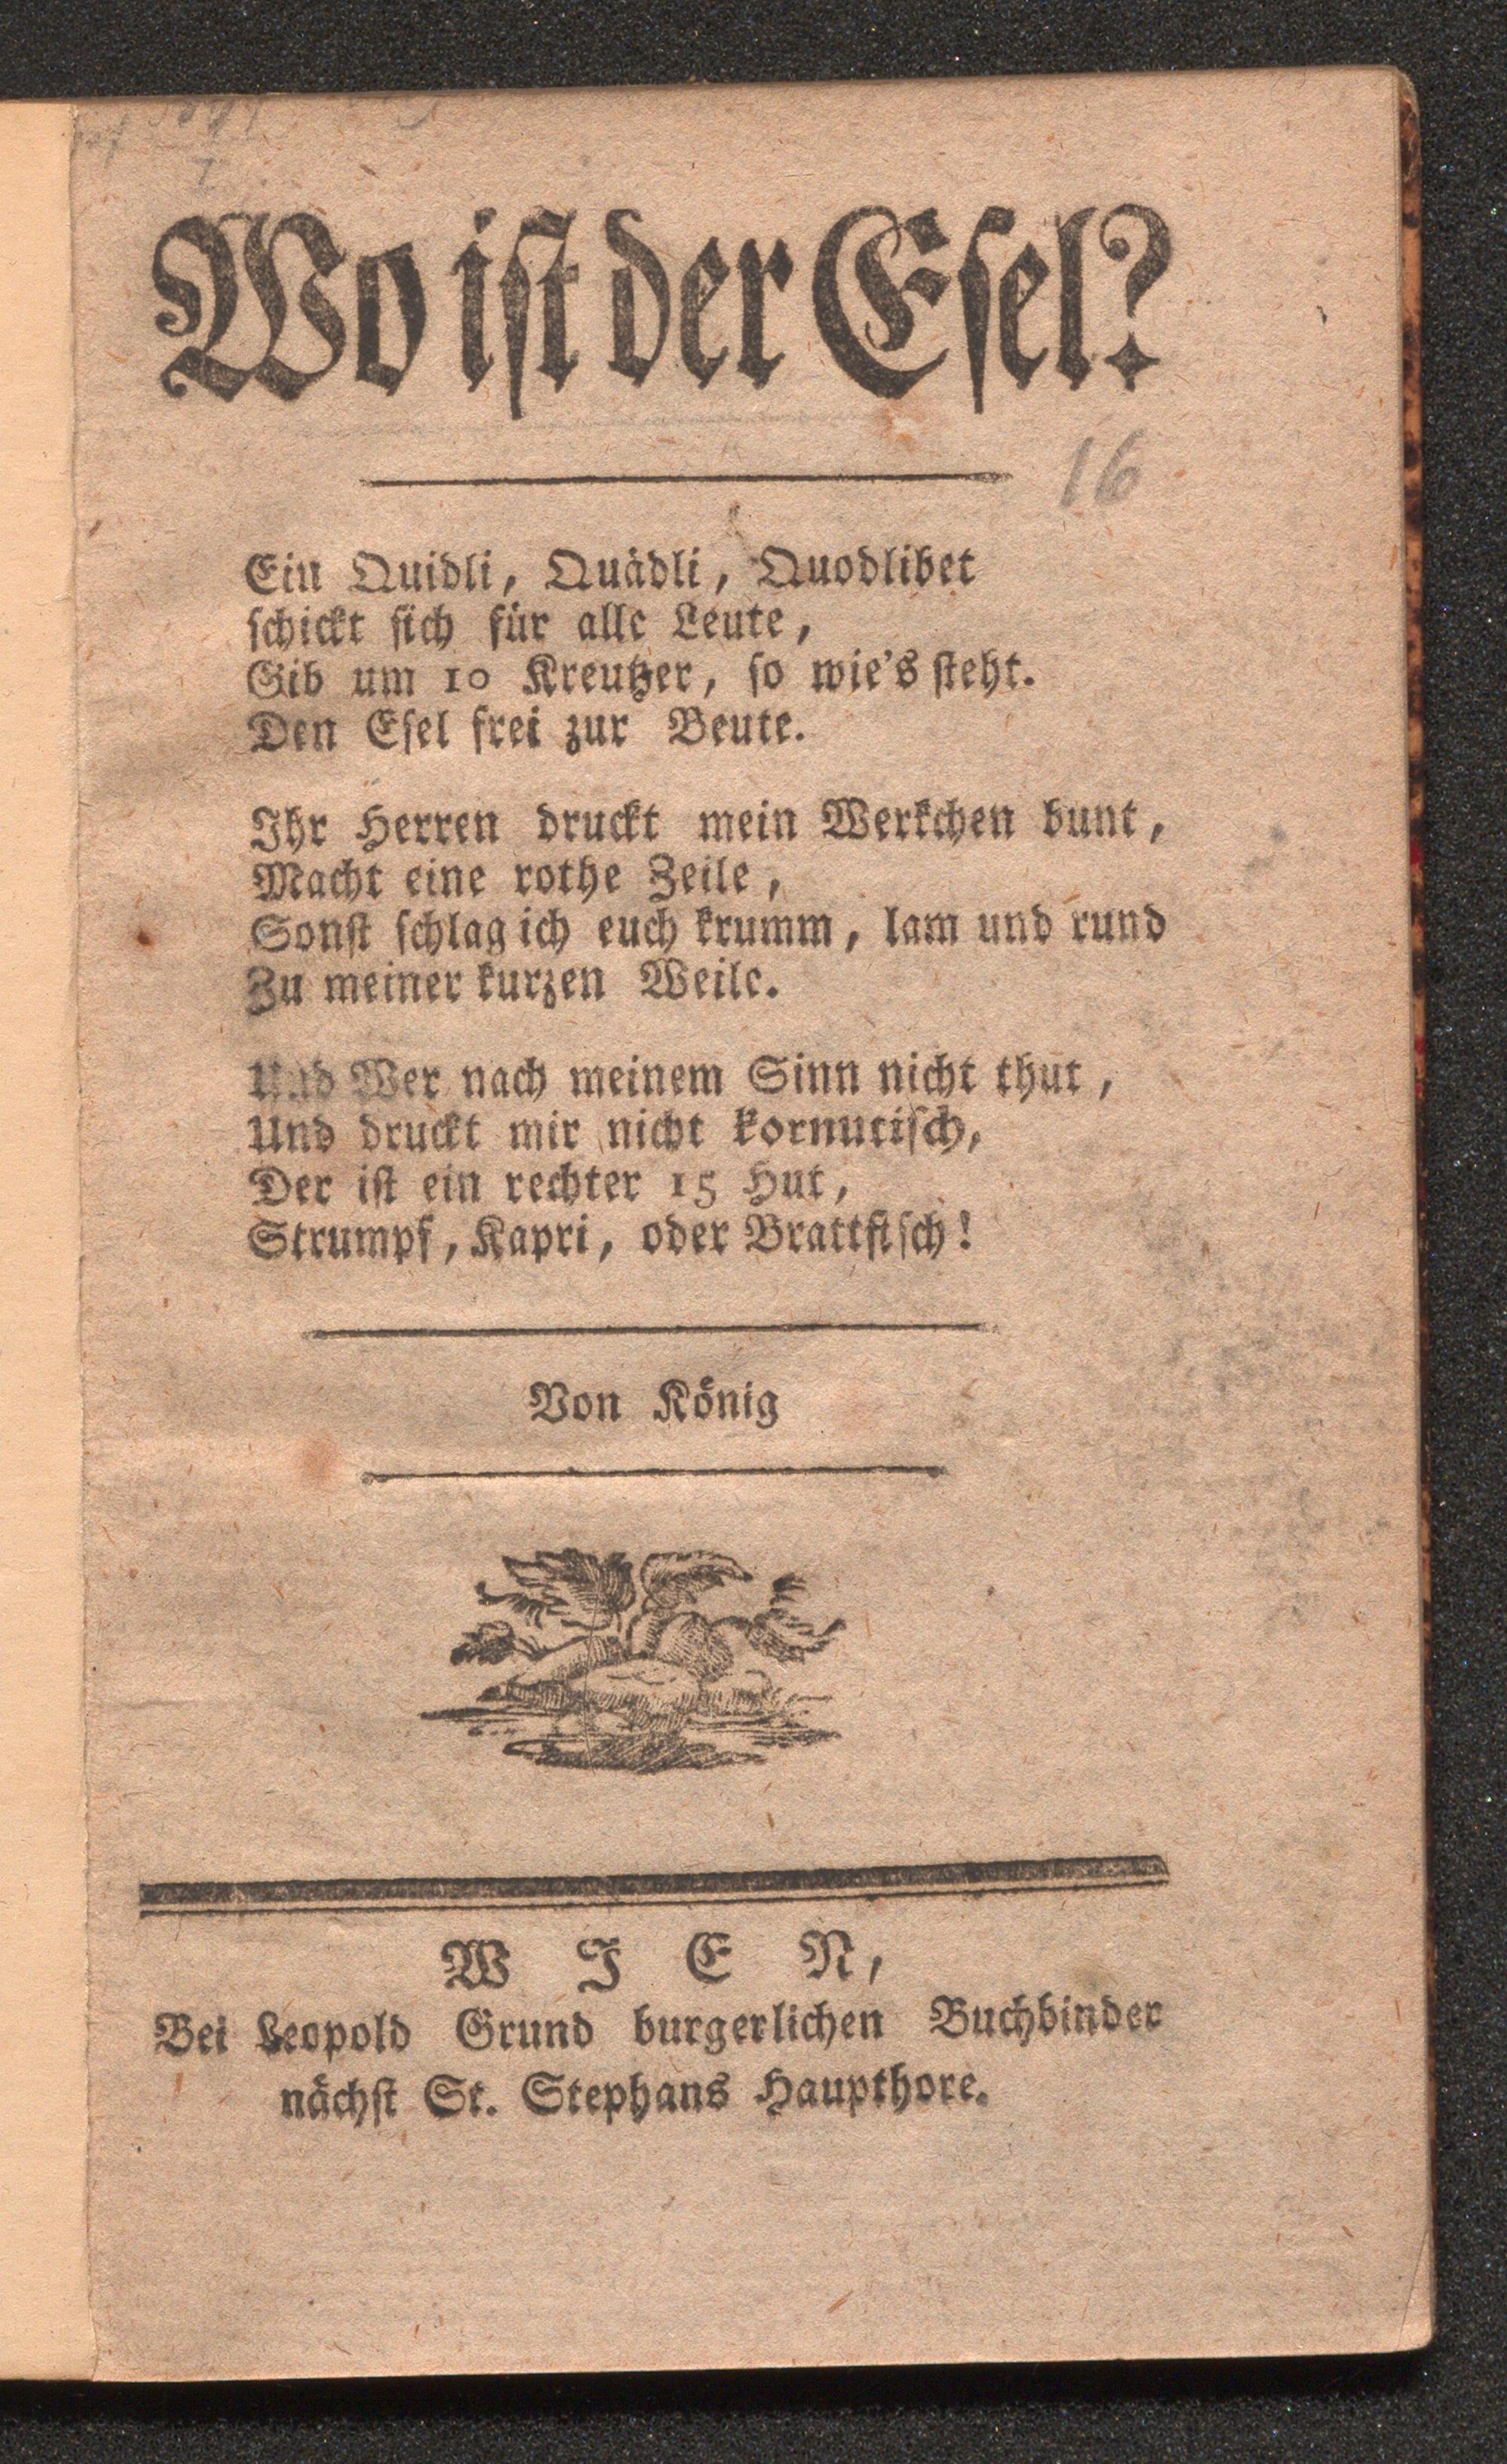 Wo iſt der Eſel?
16
Ein Quidli, Quädli, Quodlibet
ſchickt ſich für alle Leute,
Gib um 10 Kreutzer, ſo wie's ſteht.
Den Eſel frei zur Beute.
Ihr Herren druckt mein Werkchen bunt,
Macht eine rothe Zeile,
Sonſt ſchlag ich euch krumm, lam und rund
Zu meiner kurzen Weile.
Und Wer nach meinem Sinn nicht thut,
Und druckt mir nicht kornutiſch,
Der iſt ein rechter 15 Hut,
Strumpf, Kapri, oder Brattfiſch!
Von König
WIEN,
Bei Leopold Grund burgerlichen Buchbinder
nächſt St. Stephans Haupthore.